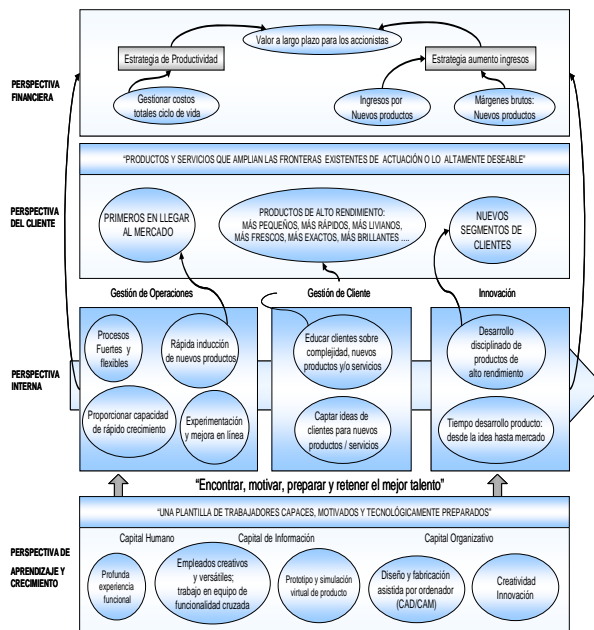 Valor a largo plazo para los accionistas
Estrategia de Productividad
Estrategia aumento ingresos
PERSPECTIVA
FINANCIERA
Gestionar costos
totales ciclo de vida
Ingresos por
Nuevos productos
Márgenes brutos:
Nuevos productos
“PRODUCTOS Y SERVICIOS QUE AMPLIAN LAS FRONTERAS EXISTENTES DE ACTUACIÓN O LO ALTAMENTE DESEABLE”
PERSPECTIVA
DEL CLIENTE
PRIMEROS EN LLEGAR
AL MERCADO
PRODUCTOS DE ALTO RENDIMIENTO:
MÁS PEQUEÑOS, MÁS RÁPIDOS, MÁS LIVIANOS,
MÁS FRESCOS, MÁS EXACTOS, MÁS BRILLANTES ....
NUEVOS
SEGMENTOS DE
CLIENTES
Gestión de Operaciones
Gestión de Cliente
Innovación
PERSPECTIVA
INTERNA
Procesos
Fuertes y
flexibles
Rápida inducción
de nuevos productos
Educar clientes sobre
complejidad, nuevos
productos y/o servicios
Desarrollo
disciplinado de
productos de
alto rendimiento
Proporcionar capacidad
de rápido crecimiento
Experimentación
y mejora en línea
Captar ideas de
clientes para nuevos
productos / servicios
Tiempo desarrollo producto:
desde la idea hasta mercado
“Encontrar, motivar, preparar y retener el mejor talento”
“UNA PLANTILLA DE TRABAJADORES CAPACES, MOTIVADOS Y TECNOLÓGICAMENTE PREPARADOS”
PERSPECTIVA DE
APRENDIZAJE Y
CRECIMIENTO
Capital Humano
Capital de Información
Capital Organizativo
Profunda
experiencia
funcional
Empleados creativos
y versátiles;
trabajo en equipo de
funcionalidad cruzada
Prototipo y simulación
virtual de producto
Diseño y fabricación
asistida por ordenador
(CAD/CAM)
Creatividad
Innovación